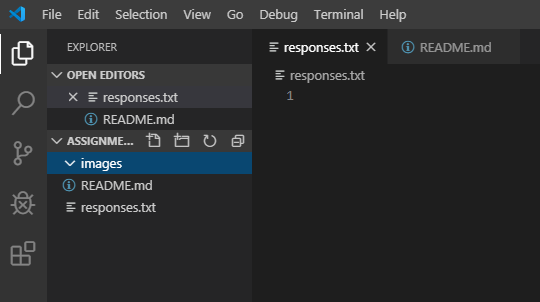 File Edit Selection View Go Debug Terminal Help
EXPLORER
OPEN EDITORS
responses.txt
README.md
ASSIGNME...
images
README.md
responses.txt
responses.txt README.md
responses.txt
1